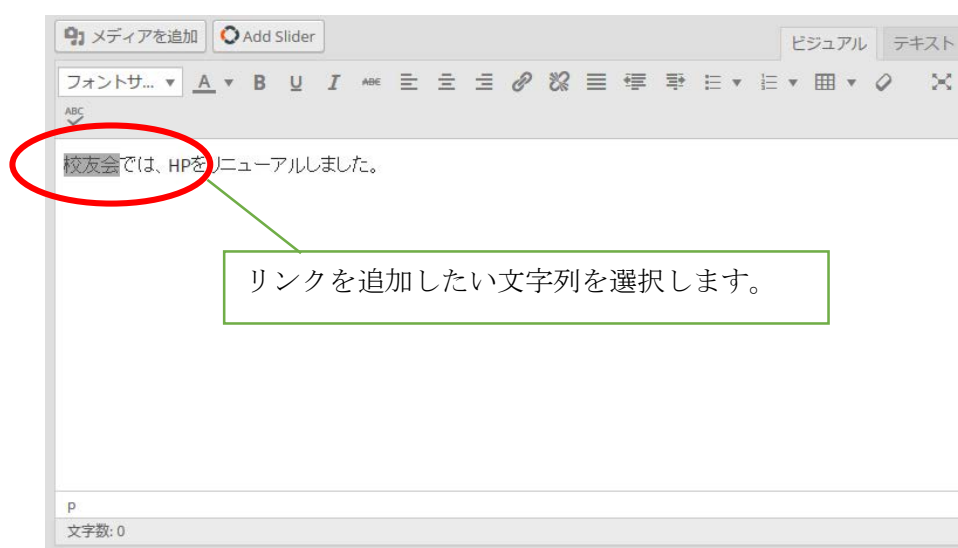 メディアを追加 Add Slider
ビジュアル テキスト
フォントサ... A B U I ABC
ABC
校友会では、HPをリニューアルしました。
リンクを追加したい文字列を選択します。
p
文字数: 0